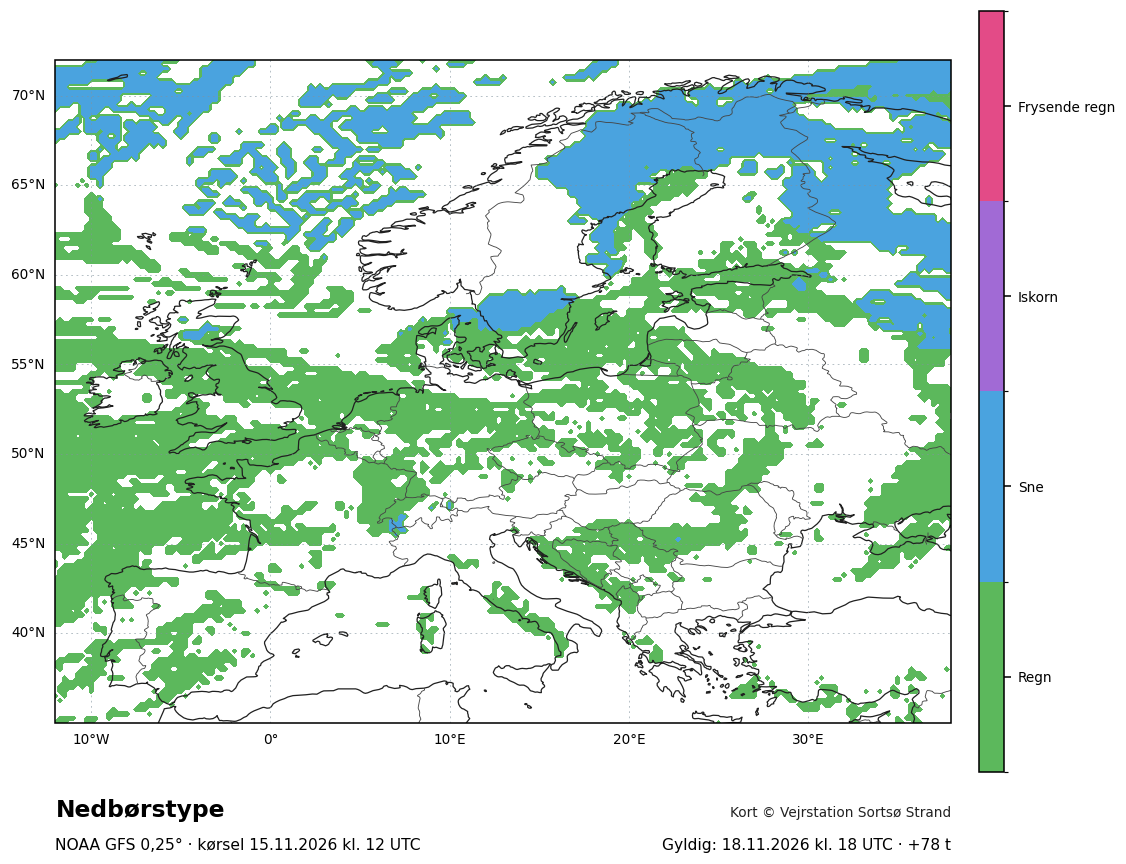 70°N
65°N
60°N
55°N
50°N
45°N
40°N
10°W
0°
10°E
20°E
30°E
Frysende regn
Iskorn
Sne
Regn
Nedbørstype
Kort © Vejrstation Sortsø Strand
NOAA GFS 0,25° · kørsel 15.11.2026 kl. 12 UTC
Gyldig: 18.11.2026 kl. 18 UTC · +78 t